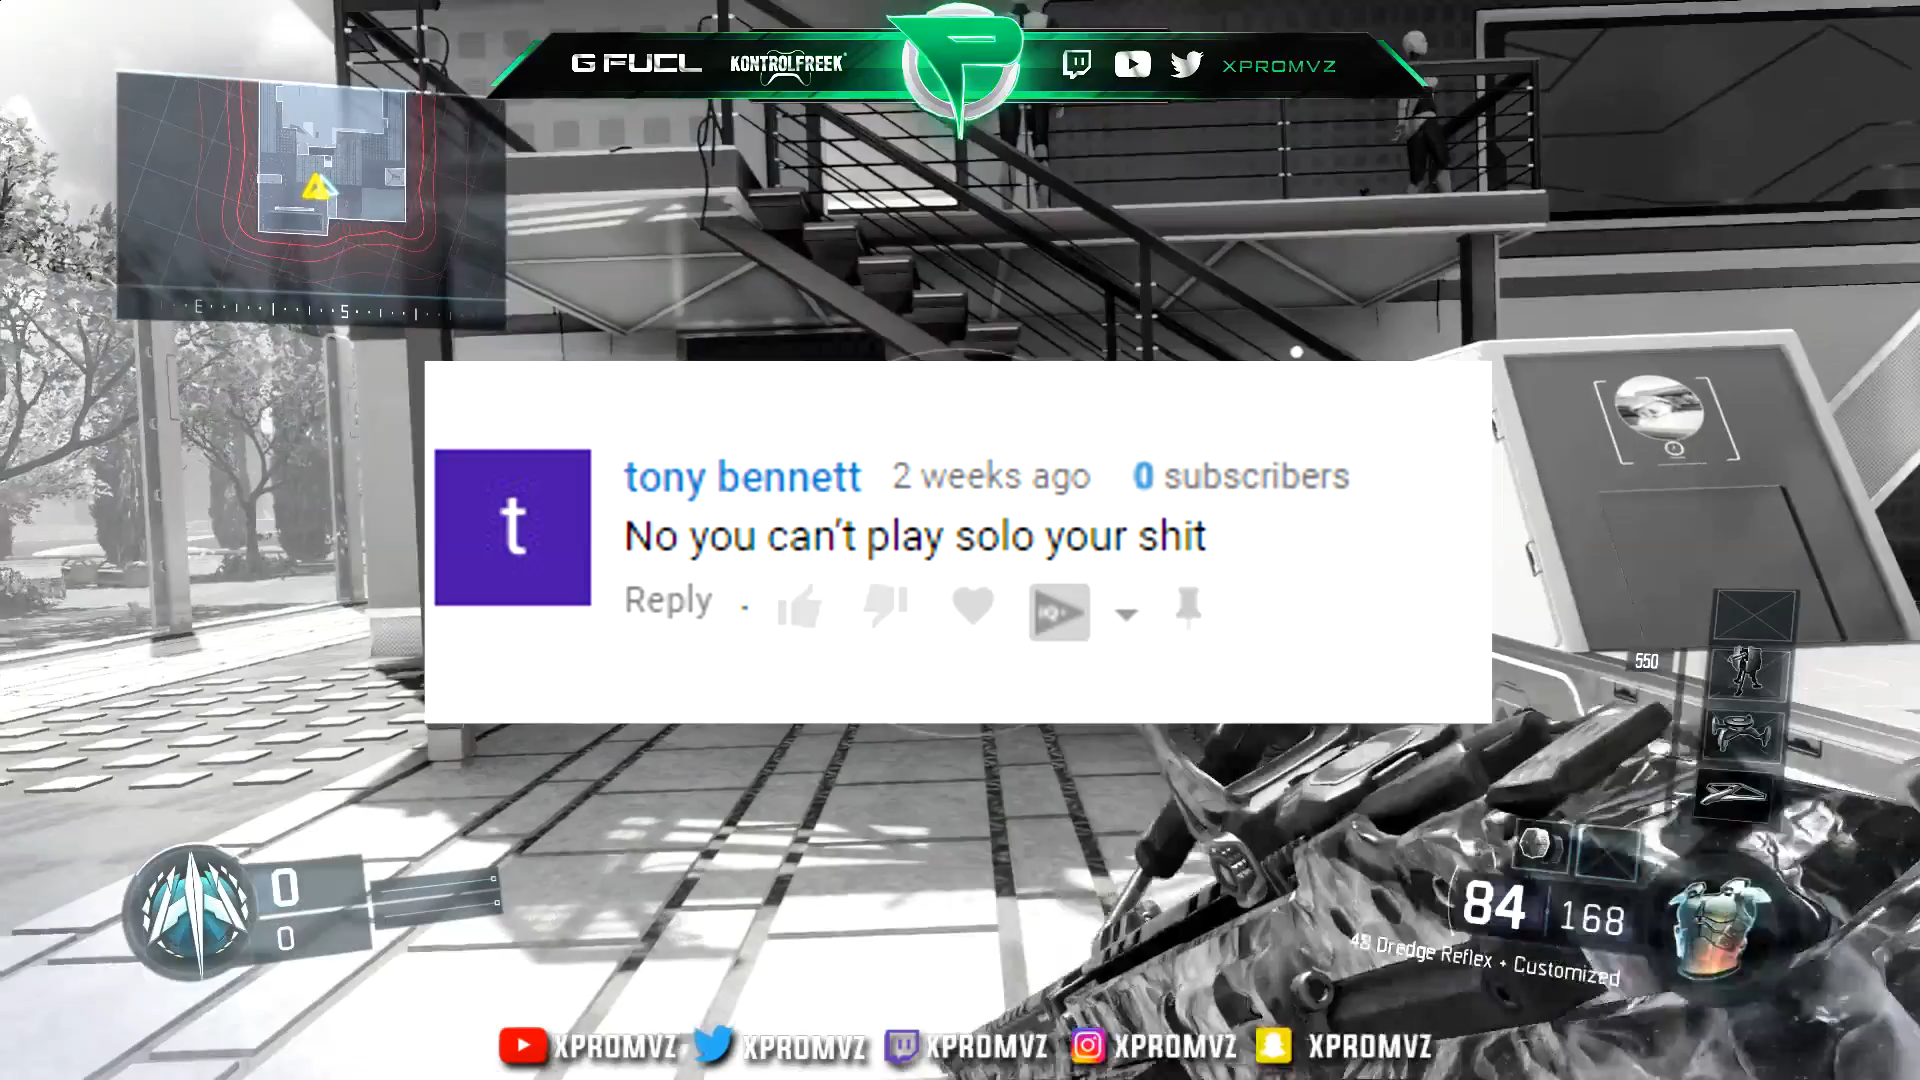 G FUEL KONTROLFREEK XPROMVZ
E S
t
tony bennett 2 weeks ago 0 subscribers
No you can't play solo your shit
Reply
550
0
0
84 168
48 Dredge Reflex + Customized
XPROMVZ XPROMVZ XPROMVZ XPROMVZ XPROMVZ